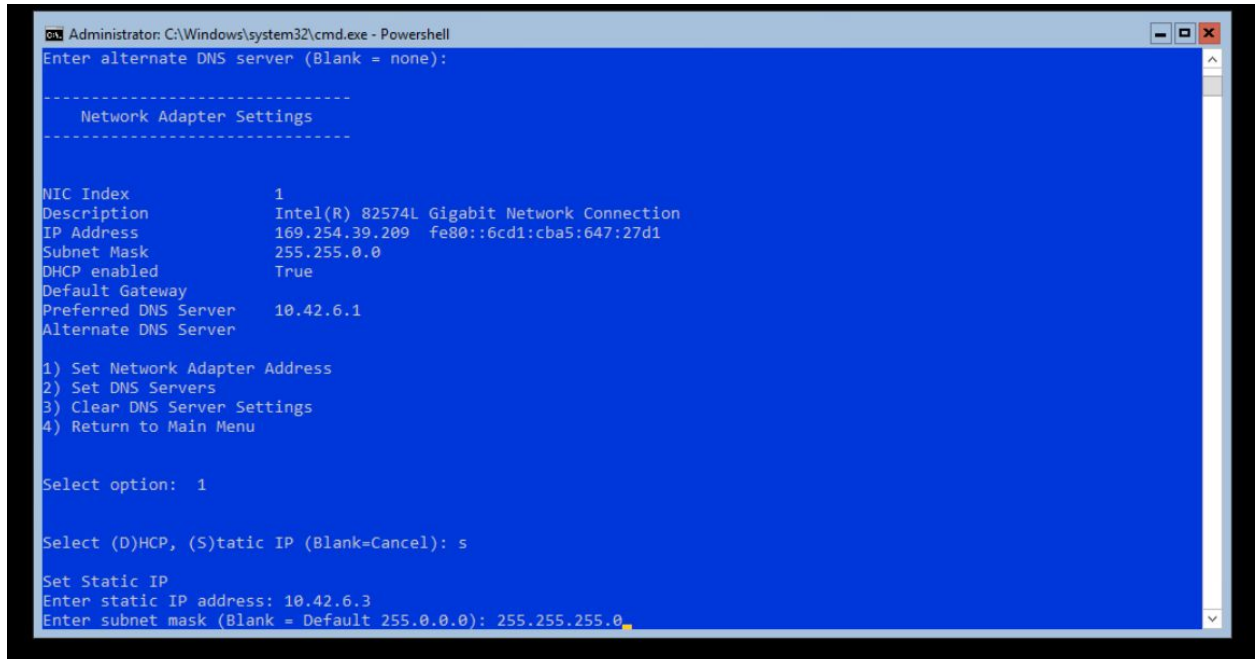 Administrator: C:\Windows\system32\cmd.exe - Powershell
Enter alternate DNS server (Blank = none):
--------------------------------
Network Adapter Settings
--------------------------------
NIC Index 1
Description Intel(R) 82574L Gigabit Network Connection
IP Address 169.254.39.209 fe80::6cd1:cba5:647:27d1
Subnet Mask 255.255.0.0
DHCP enabled True
Default Gateway
Preferred DNS Server 10.42.6.1
Alternate DNS Server
1) Set Network Adapter Address
2) Set DNS Servers
3) Clear DNS Server Settings
4) Return to Main Menu
Select option: 1
Select (D)HCP, (S)tatic IP (Blank=Cancel): s
Set Static IP
Enter static IP address: 10.42.6.3
Enter subnet mask (Blank = Default 255.0.0.0): 255.255.255.0